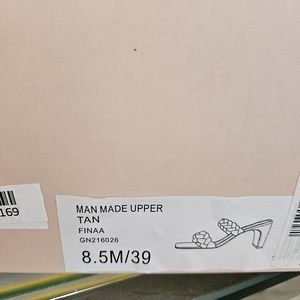 MAN MADE UPPER
TAN
FINAA
GN216026
8.5M/39
169